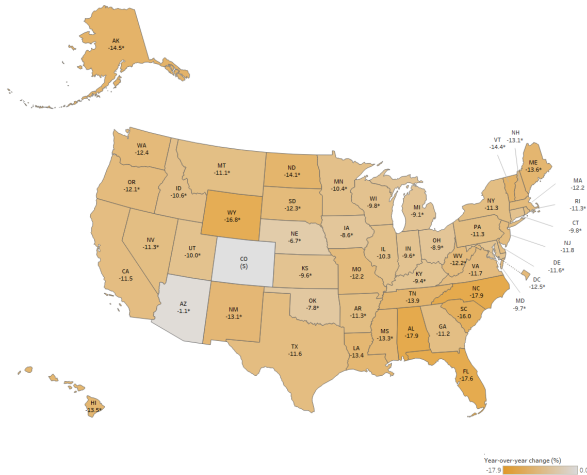 AK
-14.5*
WA
-12.4
OR
-12.1*
CA
-11.5
NV
-11.3*
ID
-10.6*
MT
-11.1*
WY
-16.8*
UT
-10.0*
AZ
-1.1*
CO
(S)
NM
-13.1*
ND
-14.1*
SD
-12.3*
NE
-6.7*
KS
-9.6*
OK
-7.8*
TX
-11.6
MN
-10.4*
IA
-8.6*
MO
-12.2
AR
-11.3*
LA
-13.4
WI
-9.8*
IL
-10.3
MI
-9.1*
IN
-9.6*
OH
-8.9*
KY
-9.4*
TN
-13.9
MS
-13.3*
AL
-17.9
GA
-11.2
FL
-17.6
SC
-16.0
NC
-17.9
VA
-11.7
WV
-12.2*
PA
-11.3
NY
-11.3
VT
-14.4*
NH
-13.1*
ME
-13.6*
MA
-12.2
RI
-11.3*
CT
-9.8*
NJ
-11.8
DE
-11.6*
DC
-12.5*
MD
-9.7*
HI
-13.5*
Year-over-year change (%)
-17.9 0.0